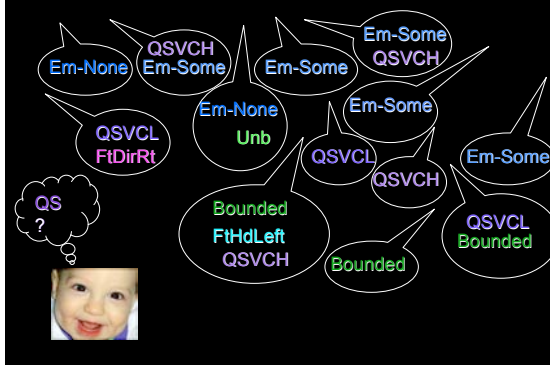 Em-None
QSVCH
Em-Some
Em-Some
Em-Some
QSVCH
QSVCL
FtDirRt
Em-None
Unb
Em-Some
QSVCL
QSVCH
Em-Some
QS
?
Bounded
FtHdLeft
QSVCH
Bounded
QSVCL
Bounded